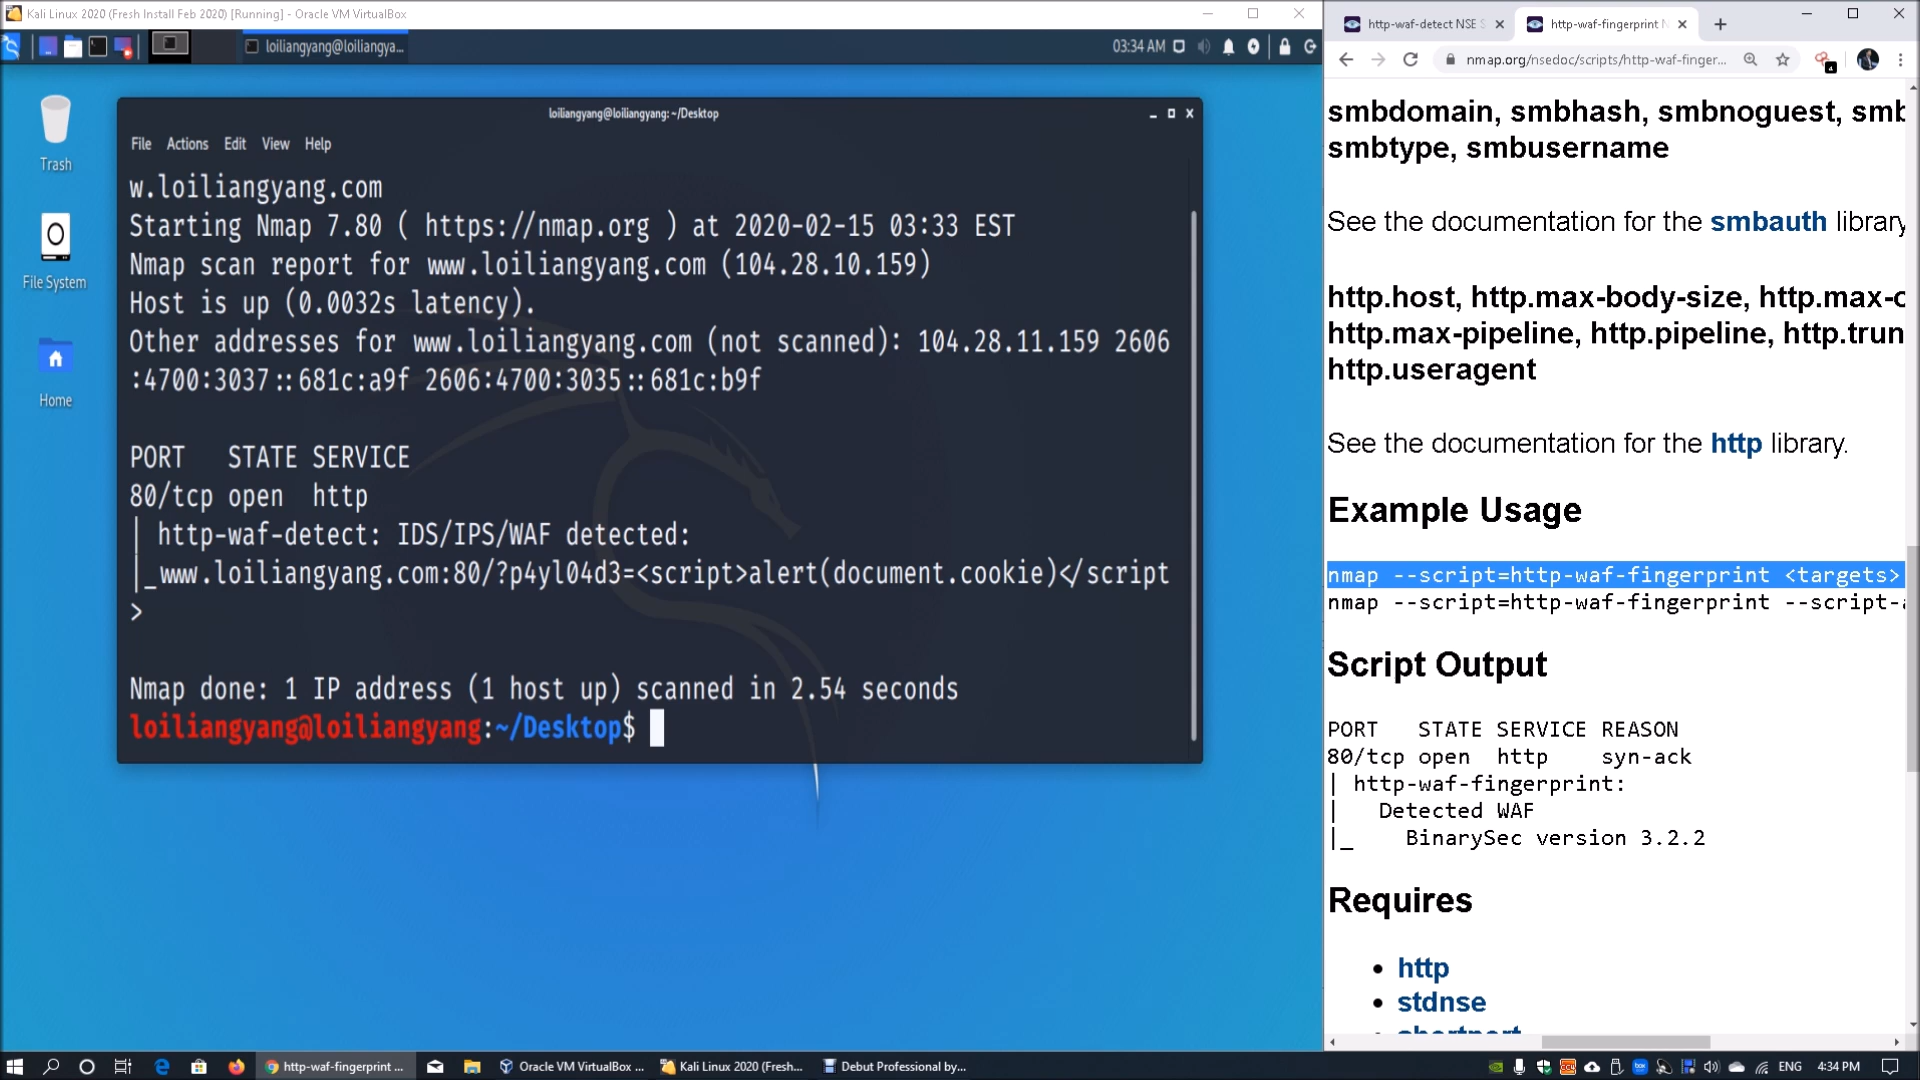 Kali Linux 2020 (Fresh Install Feb 2020) [Running] - Oracle VM VirtualBox
loiliangyang@loiliangya...
03:34 AM
Trash
File System
Home
loiliangyang@loiliangyang: ~/Desktop
File Actions Edit View Help
w.loiliangyang.com
Starting Nmap 7.80 ( https://nmap.org ) at 2020-02-15 03:33 EST
Nmap scan report for www.loiliangyang.com (104.28.10.159)
Host is up (0.0032s latency).
Other addresses for www.loiliangyang.com (not scanned): 104.28.11.159 2606
:4700:3037::681c:a9f 2606:4700:3035::681c:b9f
PORT STATE SERVICE
80/tcp open http
| http-waf-detect: IDS/IPS/WAF detected:
|_www.loiliangyang.com:80/?p4yl04d3=<script>alert(document.cookie)</script
>
Nmap done: 1 IP address (1 host up) scanned in 2.54 seconds
loiliangyang@loiliangyang:~/Desktop$
http-waf-detect NSE S
http-waf-fingerprint N
nmap.org/nsedoc/scripts/http-waf-finger...
smbdomain, smbhash, smbnoguest, smb
smbtype, smbusername
See the documentation for the smbauth library
http.host, http.max-body-size, http.max-c
http.max-pipeline, http.pipeline, http.trun
http.useragent
See the documentation for the http library.
Example Usage
nmap --script=http-waf-fingerprint <targets>
nmap --script=http-waf-fingerprint --script-a
Script Output
PORT STATE SERVICE REASON
80/tcp open http syn-ack
| http-waf-fingerprint:
| Detected WAF
|_ BinarySec version 3.2.2
Requires
• http
• stdnse
• shortport
http-waf-fingerprint ...
Oracle VM VirtualBox ...
Kali Linux 2020 (Fresh...
Debut Professional by...
ENG
4:34 PM